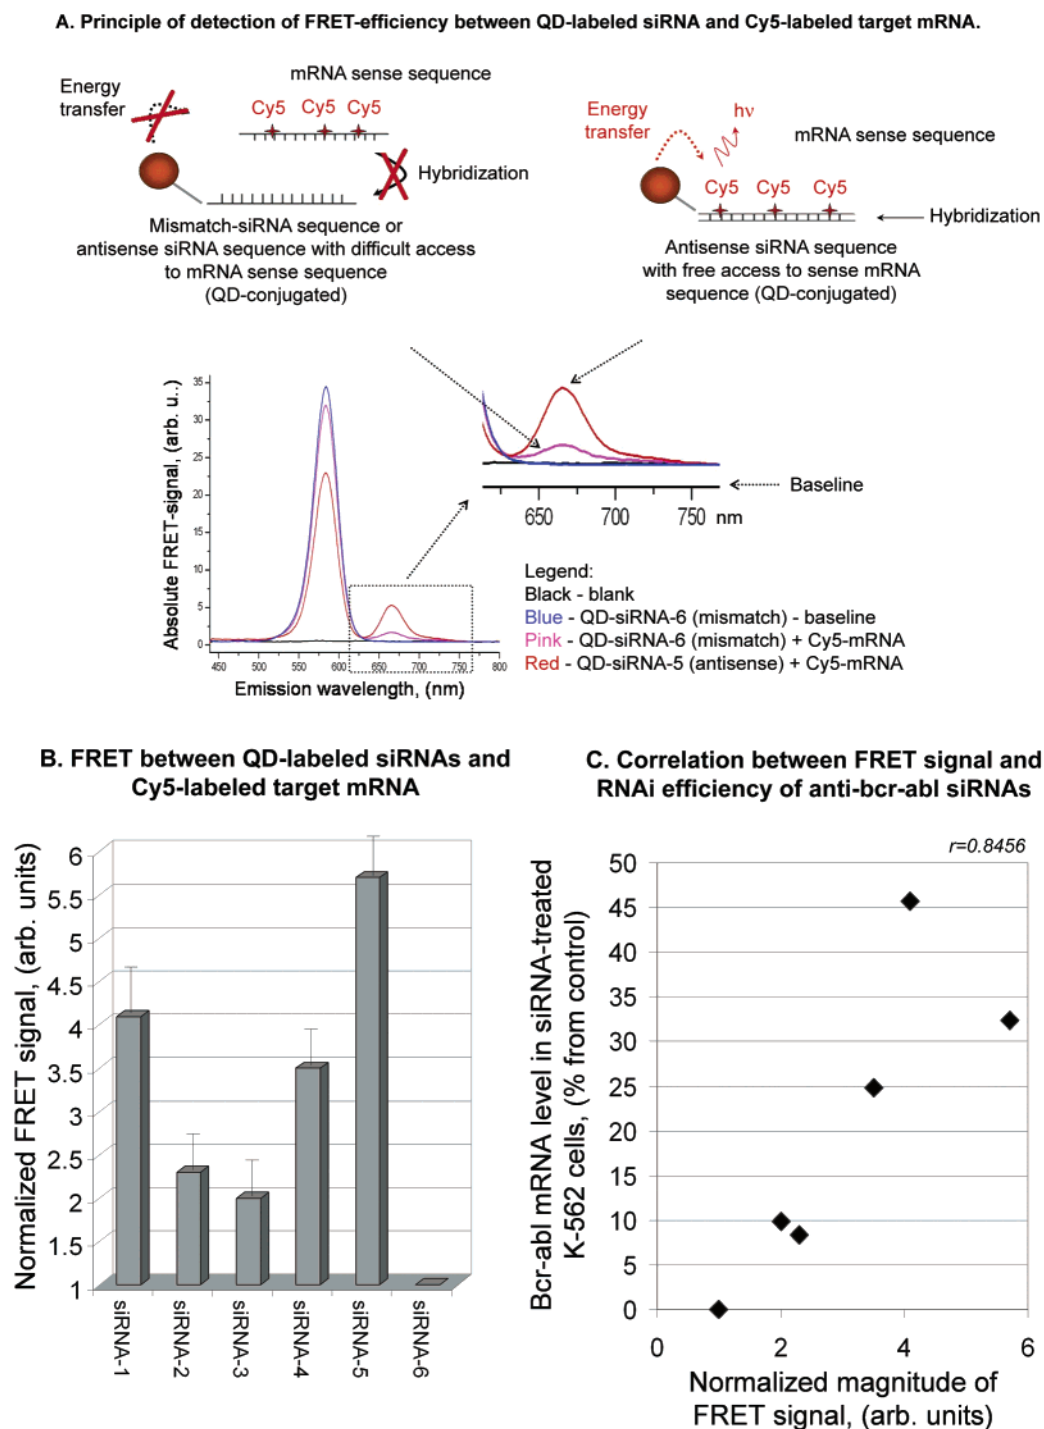 A. Principle of detection of FRET-efficiency between QD-labeled siRNA and Cy5-labeled target mRNA.
mRNA sense sequence
Energy
transfer
Cy5 Cy5 Cy5
Hybridization
Mismatch-siRNA sequence or
antisense siRNA sequence with difficult access
to mRNA sense sequence
(QD-conjugated)
Energy
transfer
hν
mRNA sense sequence
Cy5 Cy5 Cy5
Hybridization
Antisense siRNA sequence
with free access to sense mRNA
sequence (QD-conjugated)
Absolute FRET-signal, (arb. u..)
35
30
25
20
15
10
5
0
450 500 550 600 650 700 750 800
Emission wavelength, (nm)
650 700 750 nm
Baseline
Legend:
Black - blank
Blue - QD-siRNA-6 (mismatch) - baseline
Pink - QD-siRNA-6 (mismatch) + Cy5-mRNA
Red - QD-siRNA-5 (antisense) + Cy5-mRNA
B. FRET between QD-labeled siRNAs and
Cy5-labeled target mRNA
Normalized FRET signal, (arb. units)
6
5.5
5
4.5
4
3.5
3
2.5
2
1.5
1
siRNA-1
siRNA-2
siRNA-3
siRNA-4
siRNA-5
siRNA-6
C. Correlation between FRET signal and
RNAi efficiency of anti-bcr-abl siRNAs
r=0.8456
Bcr-abl mRNA level in siRNA-treated
K-562 cells, (% from control)
50
45
40
35
30
25
20
15
10
5
0
0 2 4 6
Normalized magnitude of
FRET signal, (arb. units)